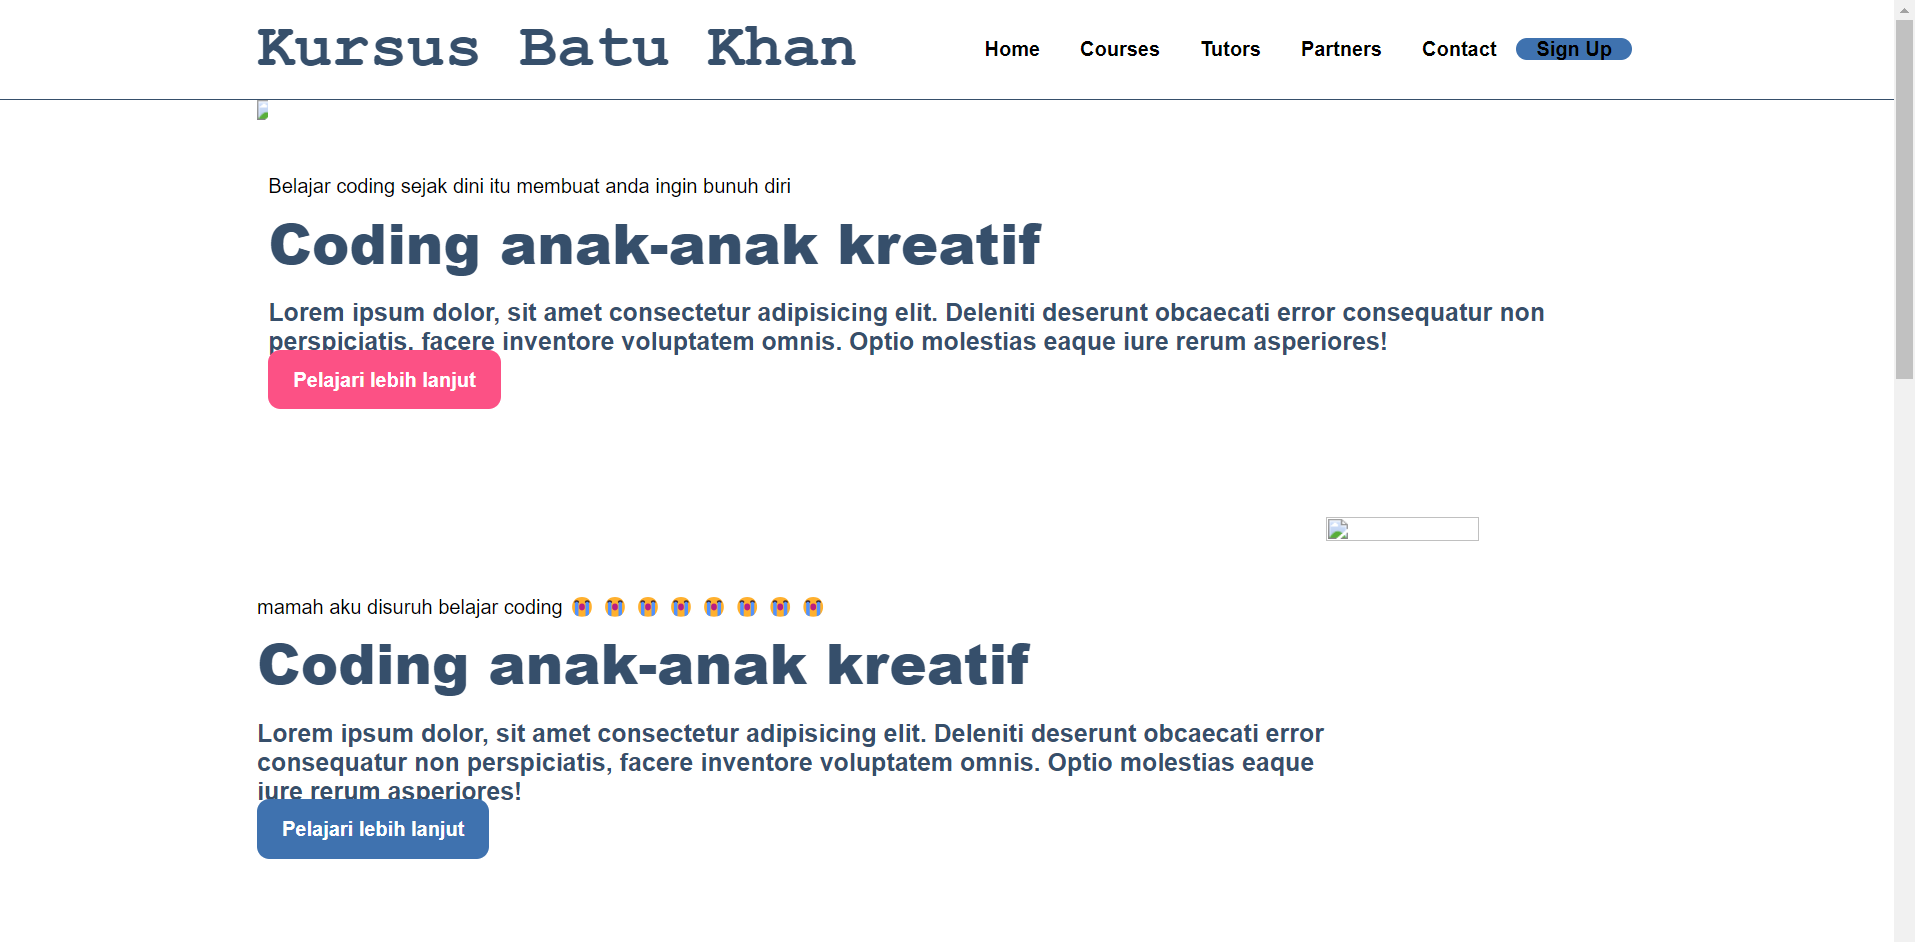 Kursus Batu Khan
Home Courses Tutors Partners Contact Sign Up
Belajar coding sejak dini itu membuat anda ingin bunuh diri
Coding anak-anak kreatif
Lorem ipsum dolor, sit amet consectetur adipisicing elit. Deleniti deserunt obcaecati error consequatur non
perspiciatis, facere inventore voluptatem omnis. Optio molestias eaque iure rerum asperiores!
Pelajari lebih lanjut
mamah aku disuruh belajar coding 😭 😭 😭 😭 😭 😭 😭 😭
Coding anak-anak kreatif
Lorem ipsum dolor, sit amet consectetur adipisicing elit. Deleniti deserunt obcaecati error
consequatur non perspiciatis, facere inventore voluptatem omnis. Optio molestias eaque
iure rerum asperiores!
Pelajari lebih lanjut